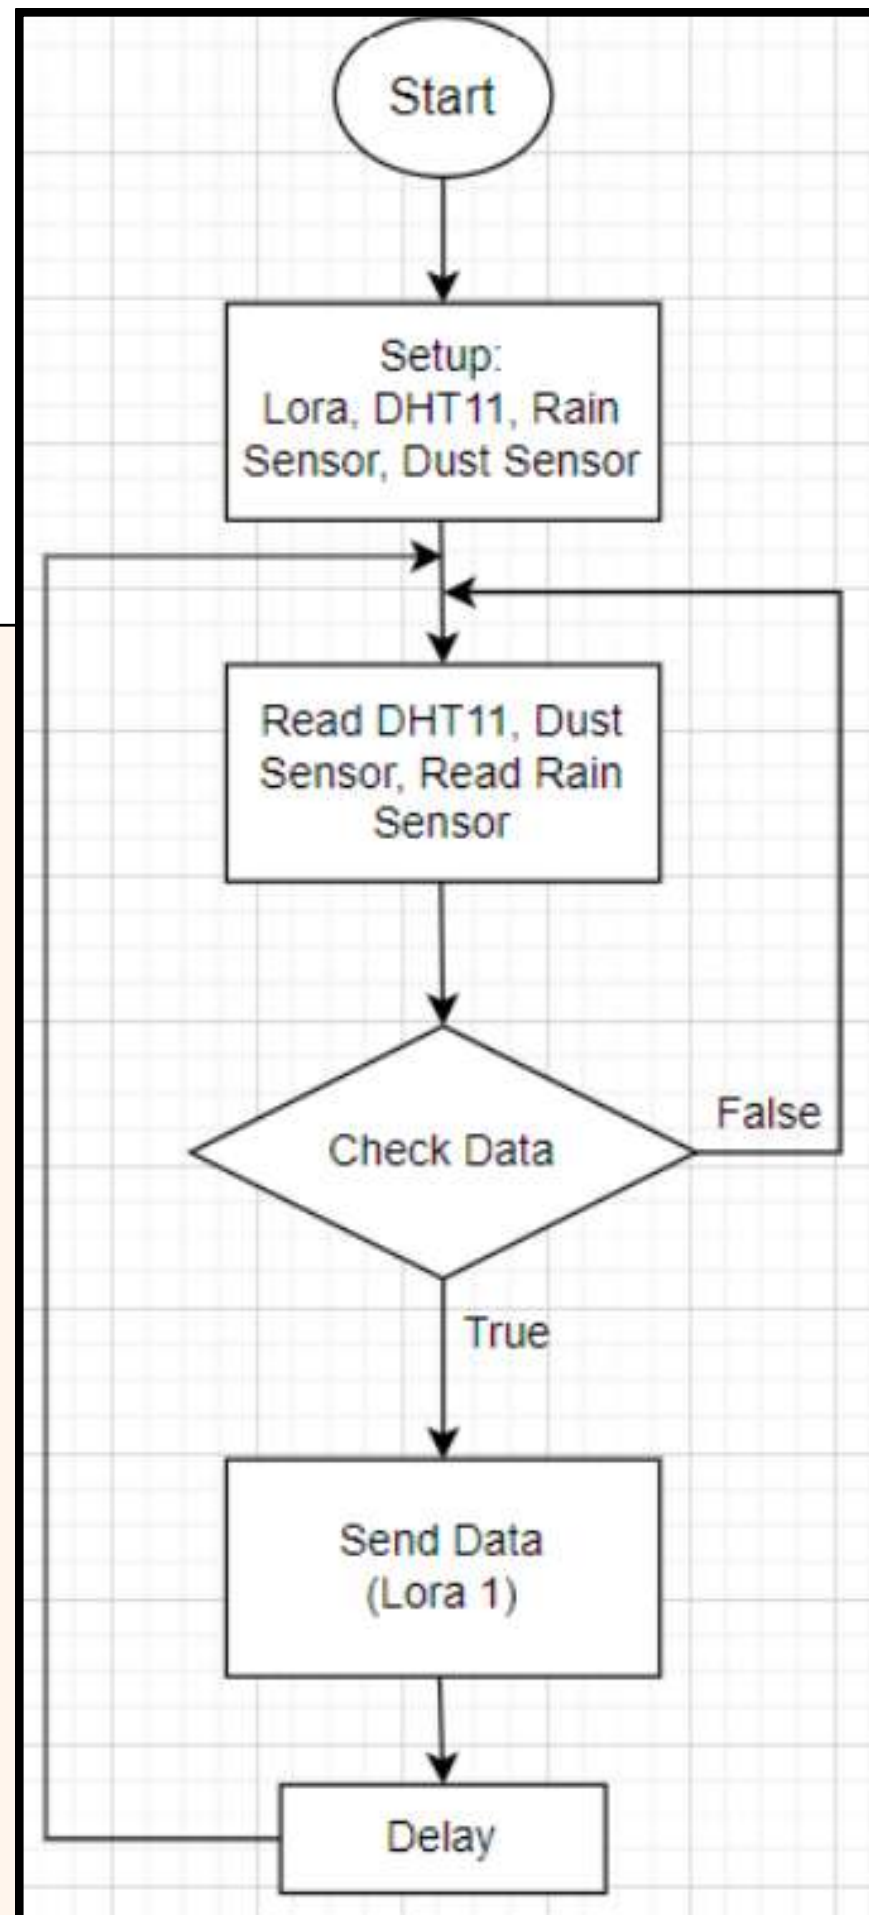 Start
Setup:
Lora, DHT11, Rain
Sensor, Dust Sensor
Read DHT11, Dust
Sensor, Read Rain
Sensor
Check Data
False
True
Send Data
(Lora 1)
Delay